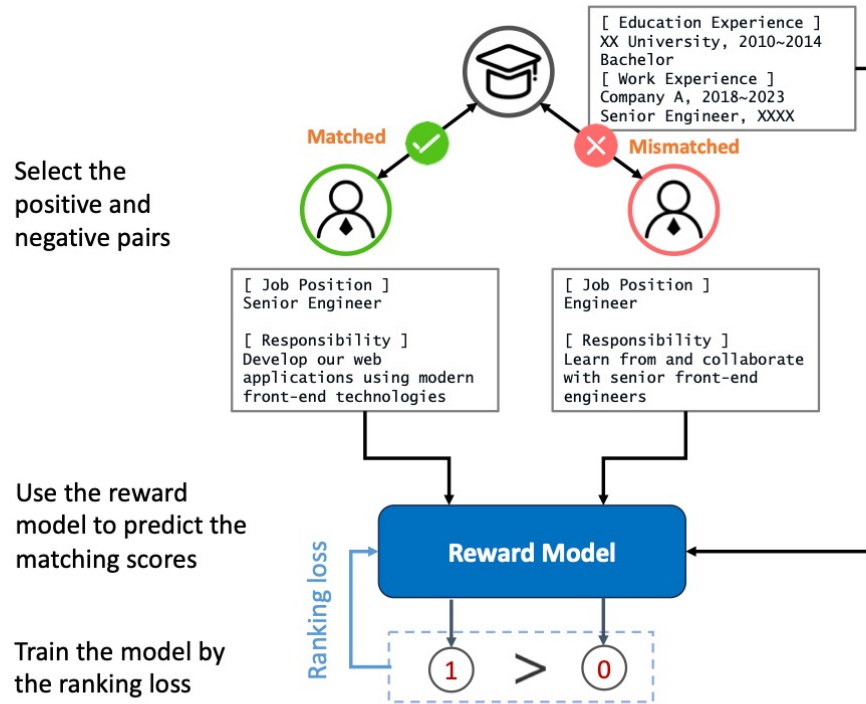 [ Education Experience ]
XX University, 2010~2014
Bachelor
[ Work Experience ]
Company A, 2018~2023
Senior Engineer, XXXX
Matched
Mismatched
Select the
positive and
negative pairs
[ Job Position ]
Senior Engineer
[ Responsibility ]
Develop our web
applications using modern
front-end technologies
[ Job Position ]
Engineer
[ Responsibility ]
Learn from and collaborate
with senior front-end
engineers
Use the reward
model to predict the
matching scores
Reward Model
Ranking loss
Train the model by
the ranking loss
1 > 0